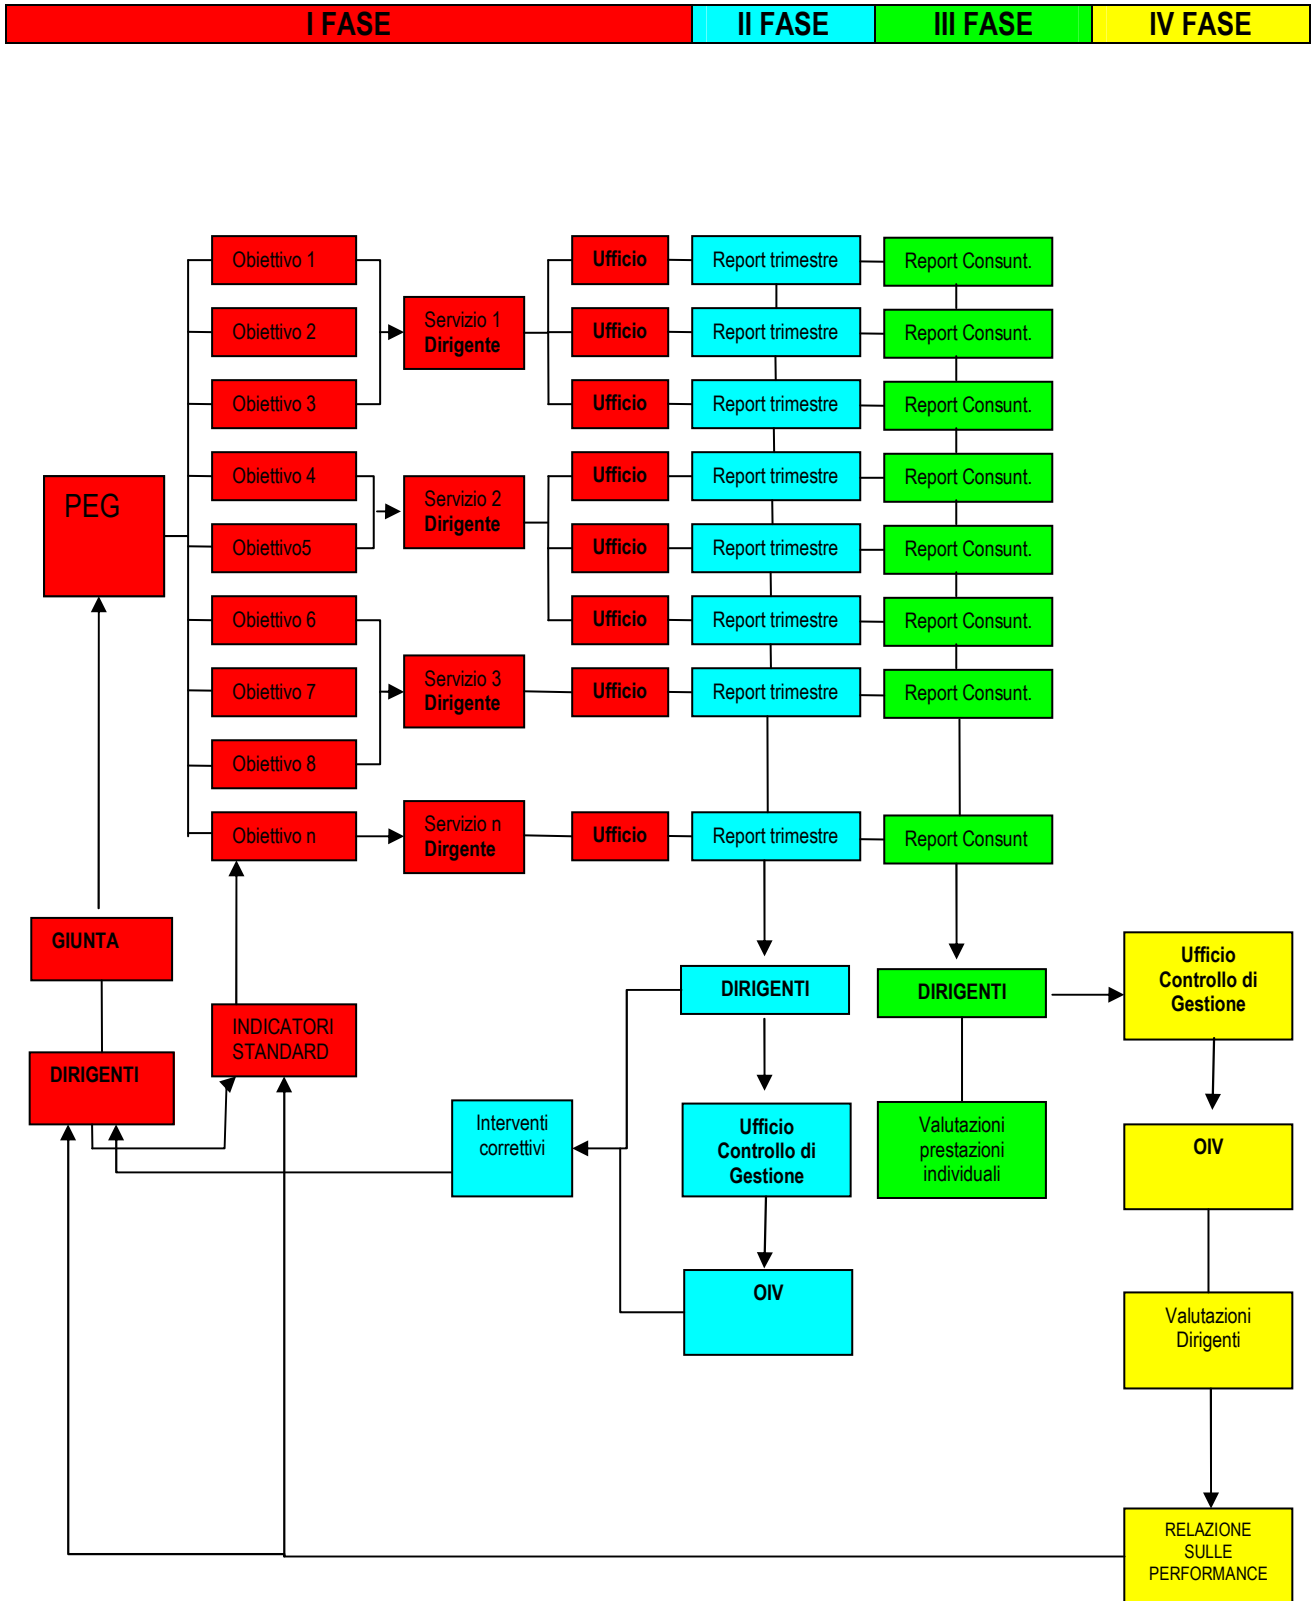 I FASE
II FASE
III FASE
IV FASE
Obiettivo 1
Ufficio
Report trimestre
Report Consunt.
Servizio 1
Dirigente
Obiettivo 2
Ufficio
Report trimestre
Report Consunt.
Obiettivo 3
Ufficio
Report trimestre
Report Consunt.
Obiettivo 4
Ufficio
Report trimestre
Report Consunt.
PEG
Servizio 2
Dirigente
Obiettivo5
Ufficio
Report trimestre
Report Consunt.
Obiettivo 6
Ufficio
Report trimestre
Report Consunt.
Servizio 3
Dirigente
Obiettivo 7
Ufficio
Report trimestre
Report Consunt.
Obiettivo 8
Obiettivo n
Servizio n
Dirgente
Ufficio
Report trimestre
Report Consunt
GIUNTA
Ufficio
Controllo di
Gestione
DIRIGENTI
DIRIGENTI
INDICATORI
STANDARD
DIRIGENTI
Interventi
correttivi
Ufficio
Controllo di
Gestione
Valutazioni
prestazioni
individuali
OIV
OIV
Valutazioni
Dirigenti
RELAZIONE
SULLE
PERFORMANCE